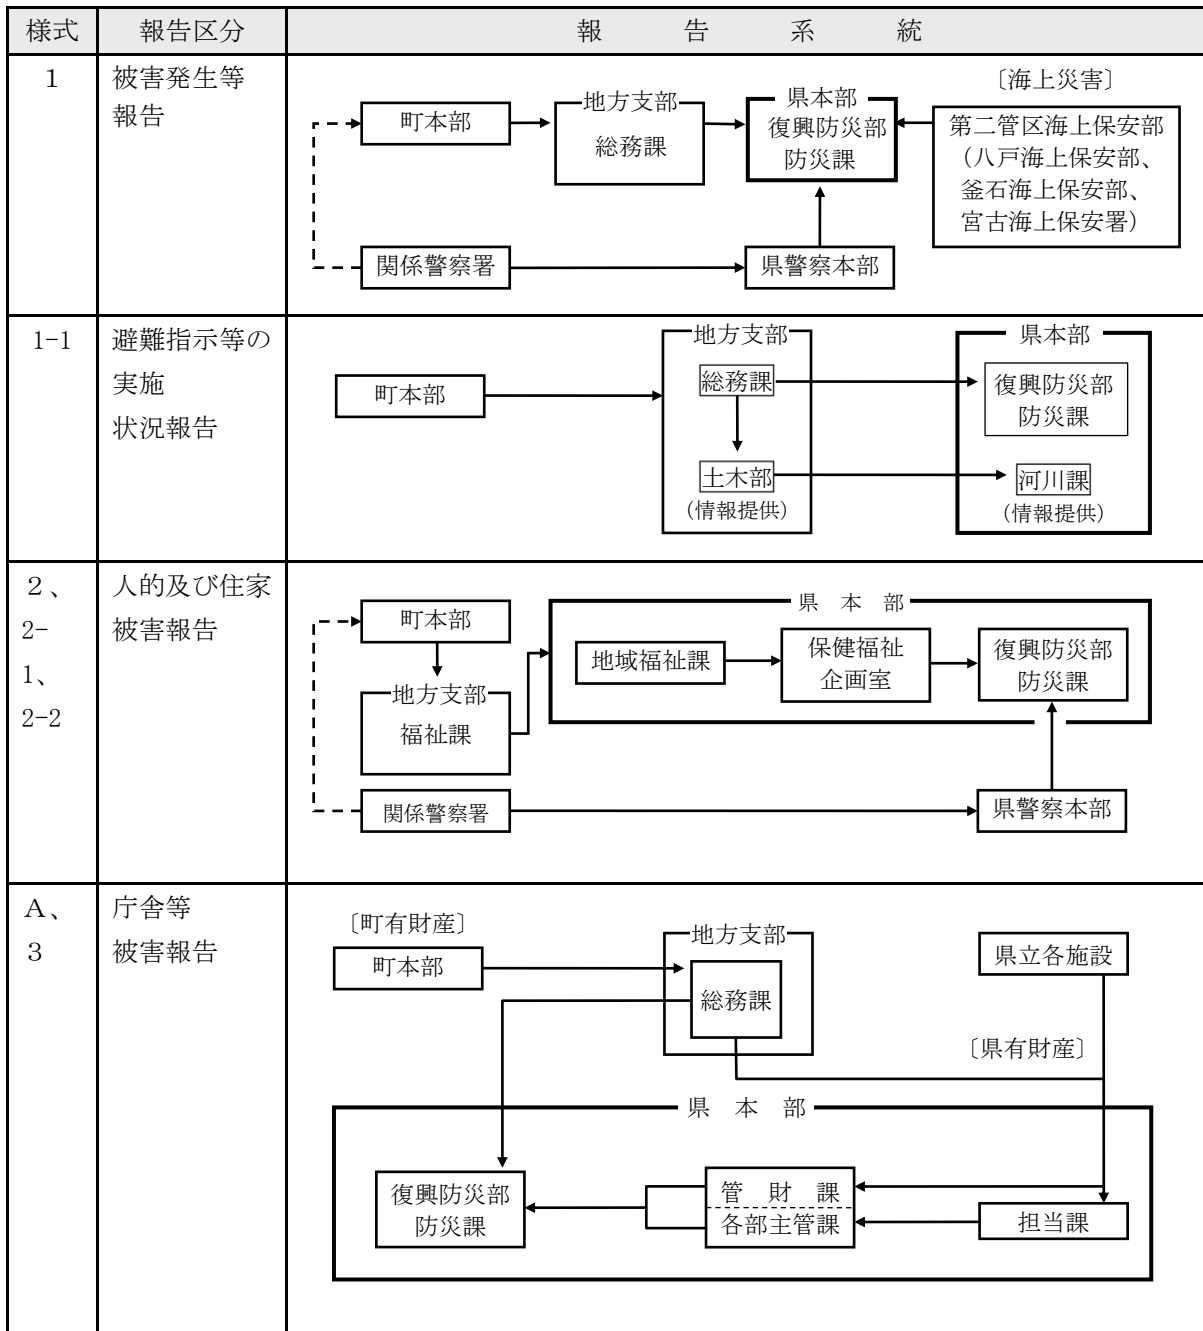 様式 報告区分 報告系統
1 被害発生等
報告
〔海上災害〕
町本部
地方支部
総務課
県本部
復興防災部
防災課
第二管区海上保安部
(八戸海上保安部、
釜石海上保安部、
宮古海上保安署)
関係警察署
県警察本部
1-1 避難指示等の
実施
状況報告
町本部
地方支部
総務課
土木部
(情報提供)
県本部
復興防災部
防災課
河川課
(情報提供)
2、
2-
1、
2-2
人的及び住家
被害報告
町本部
地方支部
福祉課
県本部
地域福祉課
保健福祉
企画室
復興防災部
防災課
関係警察署
県警察本部
A、
3
庁舎等
被害報告
〔町有財産〕
町本部
地方支部
総務課
県立各施設
〔県有財産〕
県本部
復興防災部
防災課
管財課
各部主管課
担当課